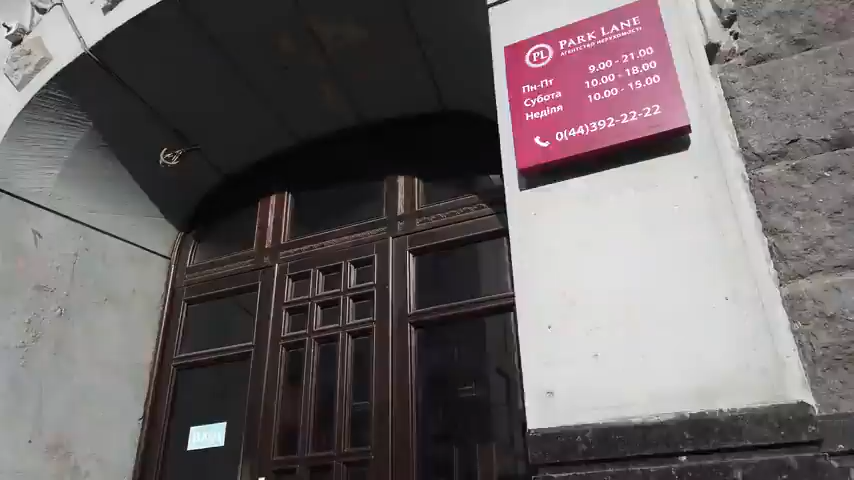 PL PARK LANE
АГЕНТСТВО НЕРУХОМОСТІ
Пн-Пт 9.00 - 21.00
Субота 10.00 - 18.00
Неділя 10.00 - 15.00
0(44)392-22-22